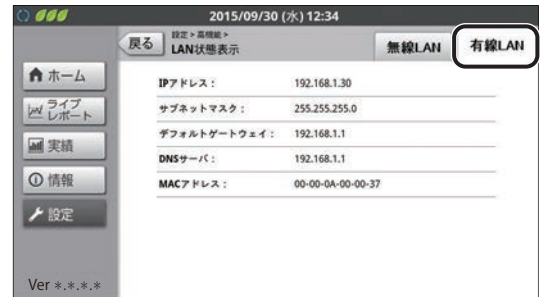 2015/09/30 (水) 12:34
戻る
設定 > 高機能 >
LAN状態表示
無線LAN
有線LAN
ホーム
ライブ
レポート
実績
情報
設定
IPアドレス： 192.168.1.30
サブネットマスク： 255.255.255.0
デフォルトゲートウェイ： 192.168.1.1
DNSサーバ： 192.168.1.1
MACアドレス： 00-00-0A-00-00-37
Ver *.*.*.*